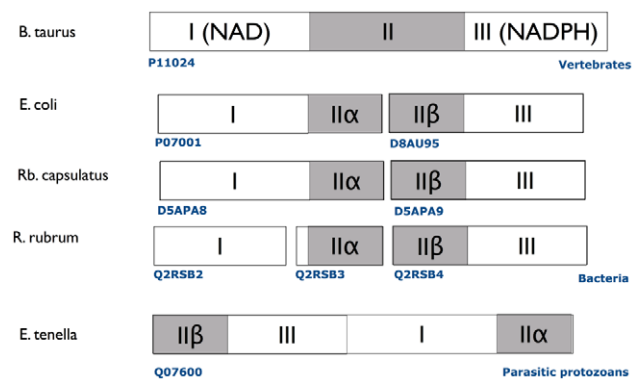 B. taurus I (NAD) II III (NADPH)
P11024 Vertebrates
E. coli I IIα IIβ III
P07001 D8AU95
Rb. capsulatus I IIα IIβ III
D5APA8 D5APA9
R. rubrum I IIα IIβ III
Q2RSB2 Q2RSB3 Q2RSB4 Bacteria
E. tenella IIβ III I IIα
Q07600 Parasitic protozoans